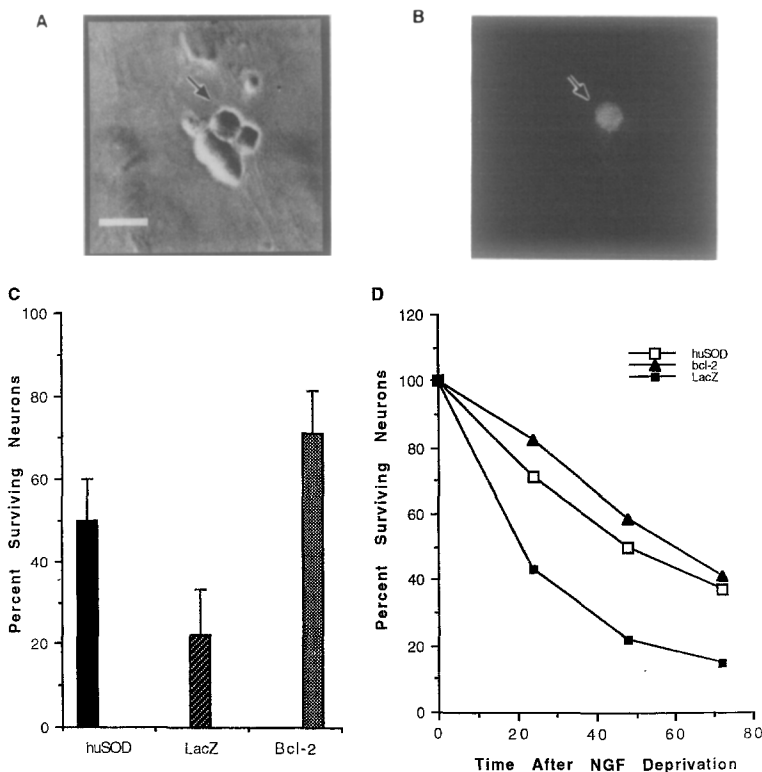 A
B
C
100
80
60
40
20
0
Percent Surviving Neurons
huSOD
LacZ
Bcl-2
D
120
100
80
60
40
20
0
Percent Surviving Neurons
huSOD
bcl-2
LacZ
0
20
40
60
80
Time After NGF Deprivation